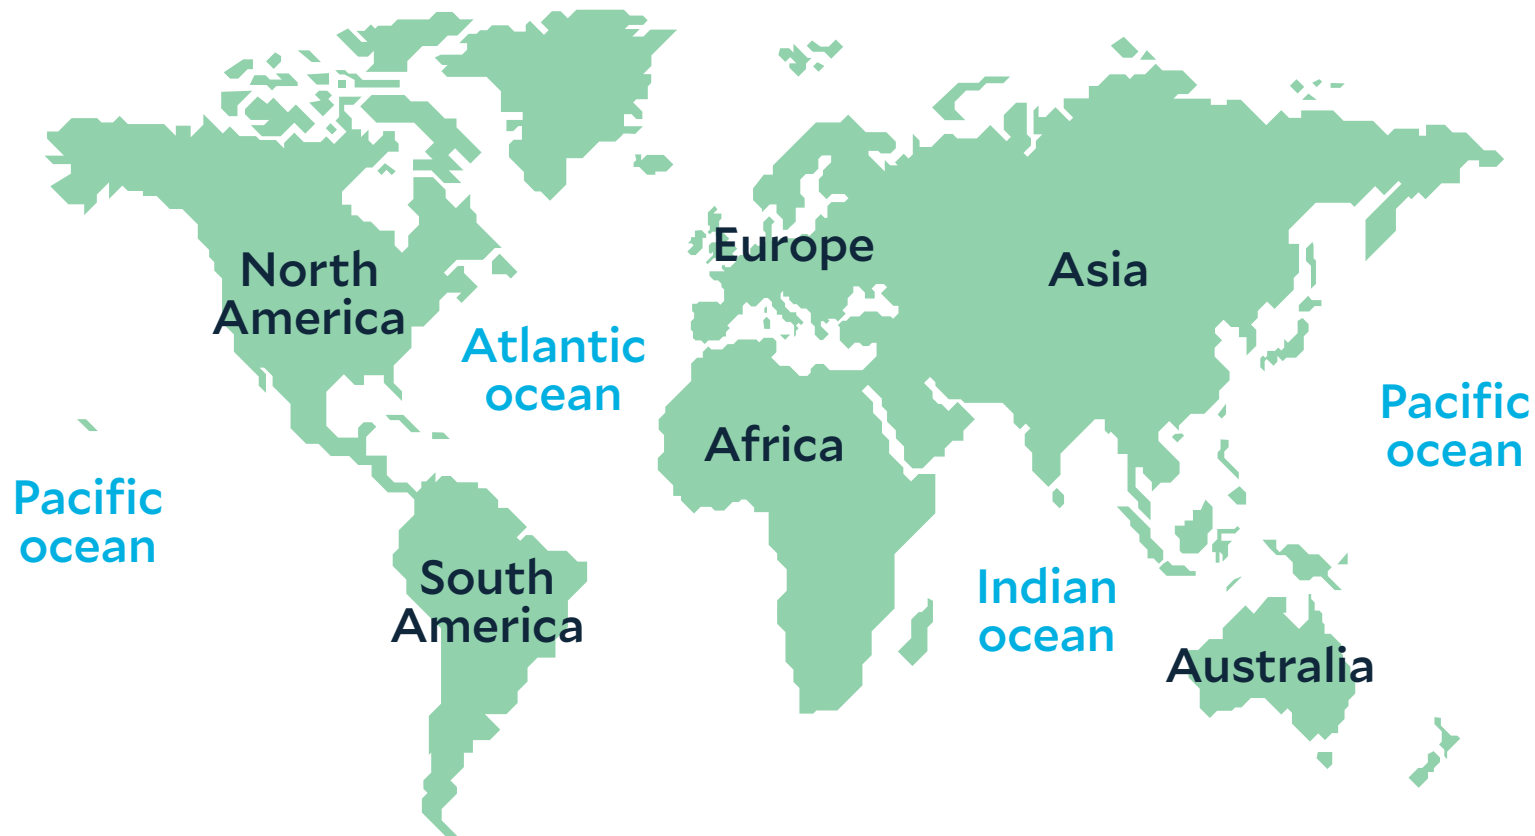 Europe
North
America
Asia
Atlantic
ocean
Pacific
ocean
Africa
Pacific
ocean
South
America
Indian
ocean
Australia